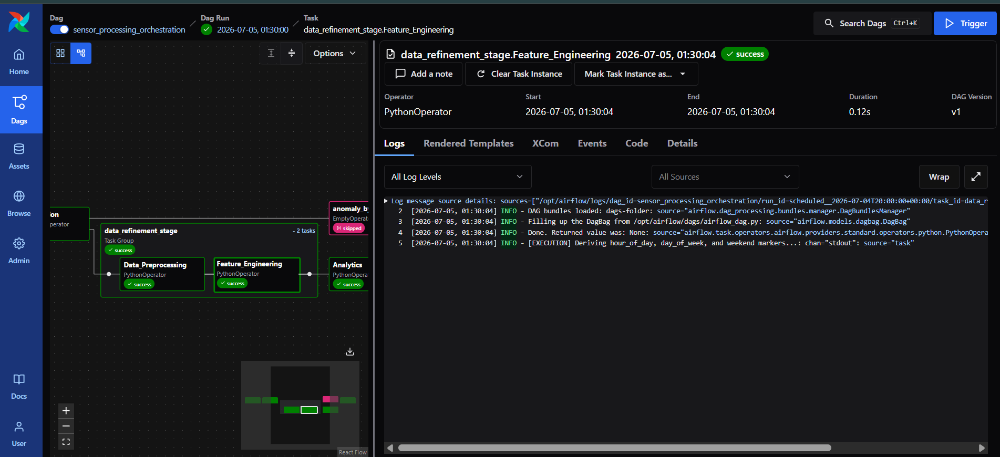 Dag
sensor_processing_orchestration
Dag Run
2026-07-05, 01:30:00
Task
data_refinement_stage.Feature_Engineering
Search Dags Ctrl+K
Trigger
Home
Dags
Assets
Browse
Admin
Docs
User
Options
ion
perator
data_refinement_stage - 2 tasks
Task Group
success
Data_Preprocessing
PythonOperator
success
Feature_Engineering
PythonOperator
success
anomaly_by
EmptyOperat
skipped
Analytics
PythonOpera
success
React Flow
data_refinement_stage.Feature_Engineering 2026-07-05, 01:30:04 success
Add a note
Clear Task Instance
Mark Task Instance as...
Operator Start End Duration DAG Version
PythonOperator 2026-07-05, 01:30:04 2026-07-05, 01:30:04 0.12s v1
Logs Rendered Templates XCom Events Code Details
All Log Levels All Sources Wrap
Log message source details: sources=["/opt/airflow/logs/dag_id=sensor_processing_orchestration/run_id=scheduled__2026-07-04T20:00:00+00:00/task_id=data_r
2 [2026-07-05, 01:30:04] INFO - DAG bundles loaded: dags-folder: source="airflow.dag_processing.bundles.manager.DagBundlesManager"
3 [2026-07-05, 01:30:04] INFO - Filling up the DagBag from /opt/airflow/dags/airflow_dag.py: source="airflow.models.dagbag.DagBag"
4 [2026-07-05, 01:30:04] INFO - Done. Returned value was: None: source="airflow.task.operators.airflow.providers.standard.operators.python.PythonOpera
5 [2026-07-05, 01:30:04] INFO - [EXECUTION] Deriving hour_of_day, day_of_week, and weekend markers...: chan="stdout": source="task"